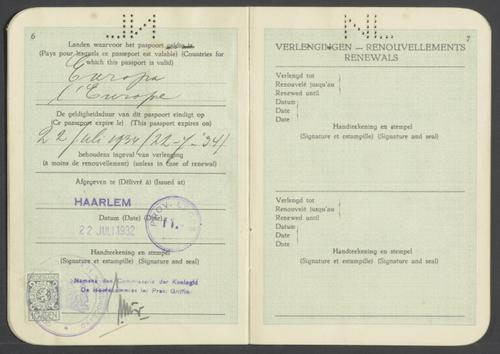 6
Landen waarvoor het paspoort geldig is
(Pays pour lesquels ce passeport est valable) (Countries for
which this passport is valid)
Europa
l'Europe
De geldigheidsduur van dit paspoort eindigt op
(Ce passeport expire le) (This passport expires on)
22 Juli 1934 /22-7-'34/
behoudens ingeval van verlenging
(à moins de renouvellement) (unless in case of renewal)
Afgegeven te (Délivré à) (Issued at)
HAARLEM
Datum (Date) (Date)
22 JULI 1932
PROV.
11.-
Handteekening en stempel
(Signature et estampille) (Signature and seal)
Namens den Commissaris der Koningin
De Hoofdcommies ter Prov. Griffie,
GULDEN
NL
7
VERLENGINGEN — RENOUVELLEMENTS
RENEWALS
Verlengd tot
Renouvelé jusqu'au
Renewed until
Datum
Date
Date
Handteekening en stempel
(Signature et estampille) (Signature and seal)
Verlengd tot
Renouvelé jusqu'au
Renewed until
Datum
Date
Date
Handteekening en stempel
(Signature et estampille) (Signature and seal)